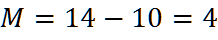 M = 14 − 10 = 4